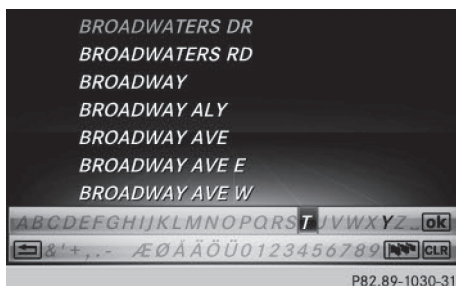 BROADWATERS DR
BROADWATERS RD
BROADWAY
BROADWAY ALY
BROADWAY AVE
BROADWAY AVE E
BROADWAY AVE W
ABCDEFGHIJKLMNOPQRSTUVWXYZ_ ok
&'+,.- ÆØÅÄÖÜ0123456789 CLR
P82.89-1030-31